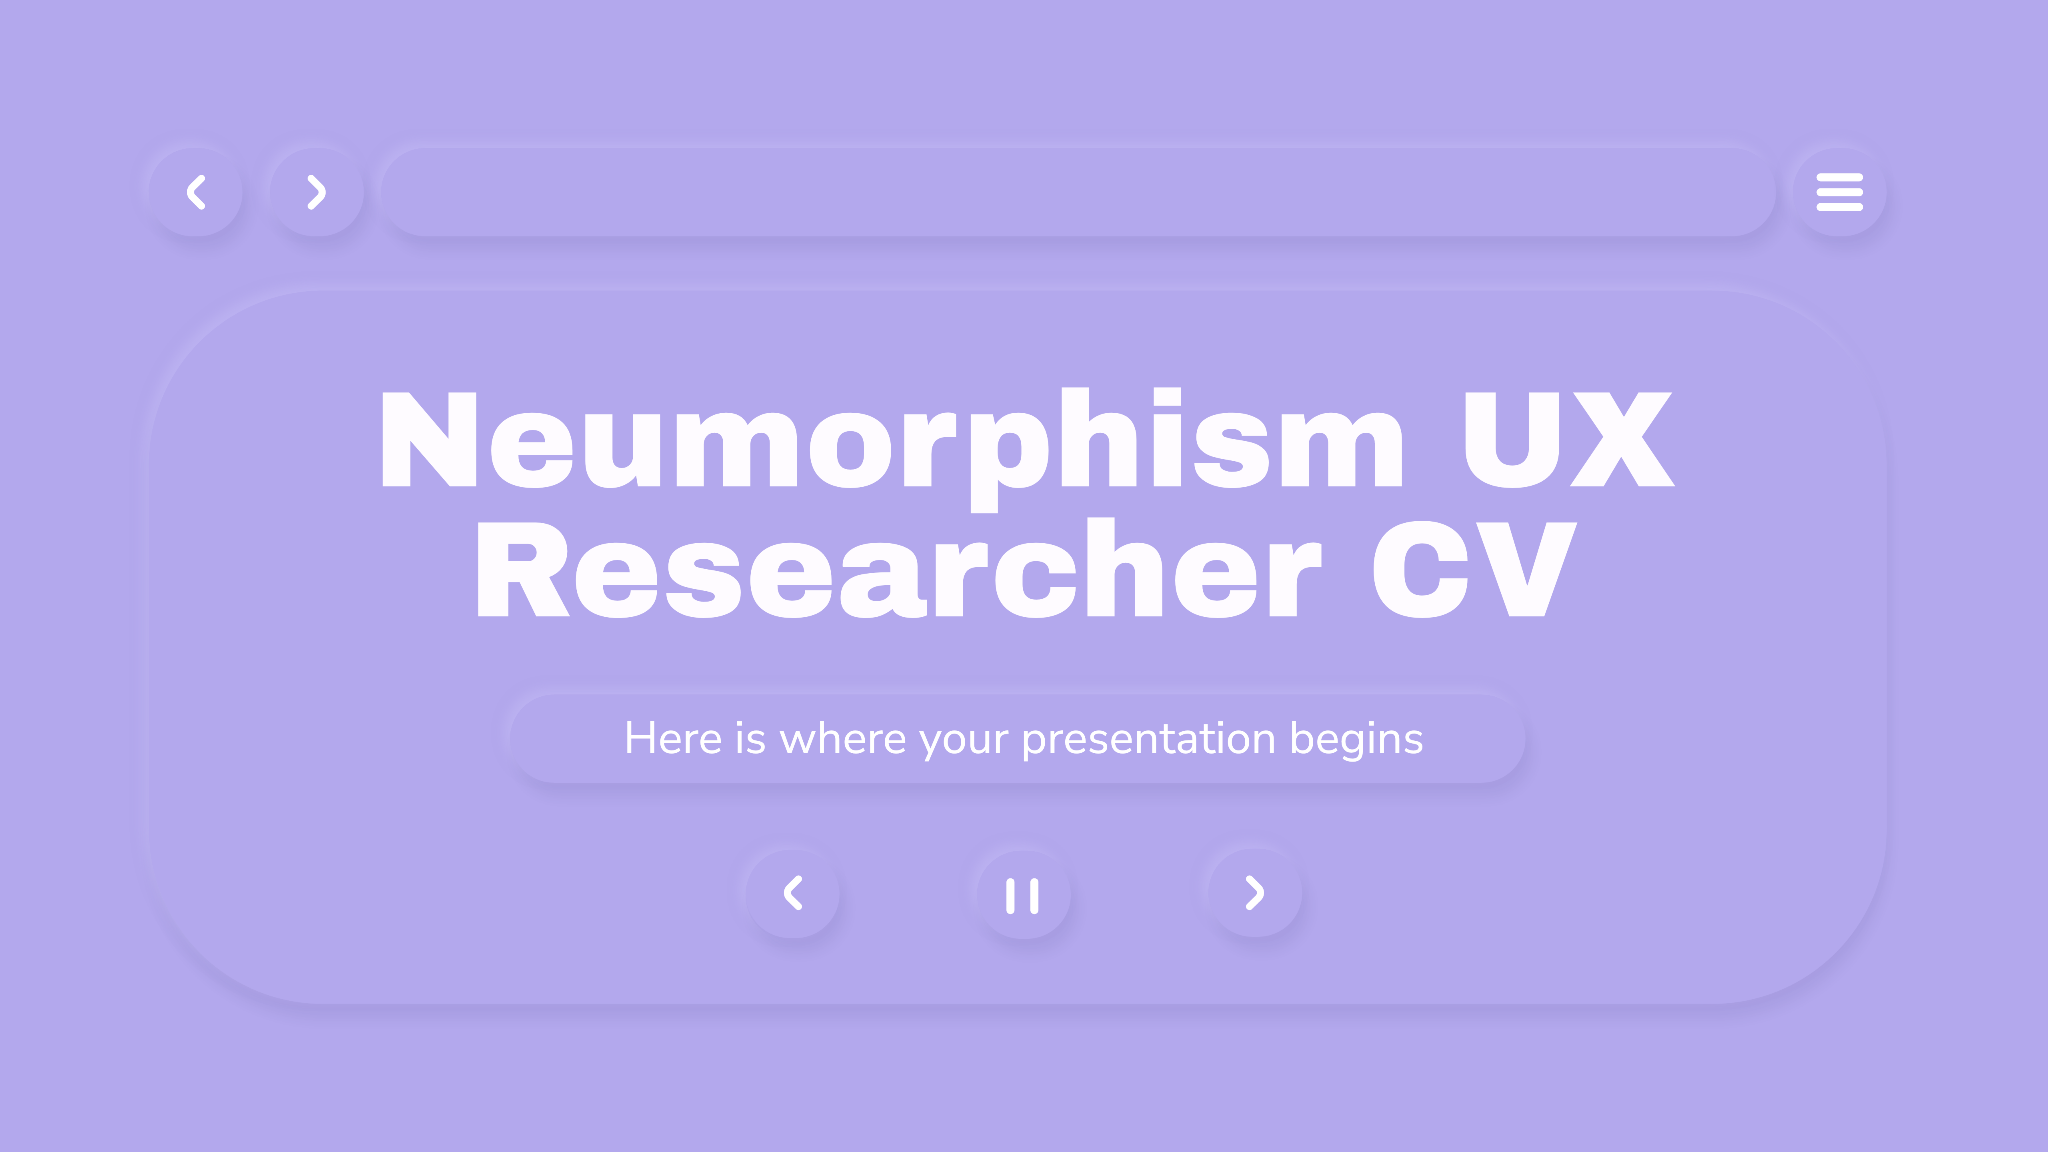 Neumorphism UX
Researcher CV
Here is where your presentation begins